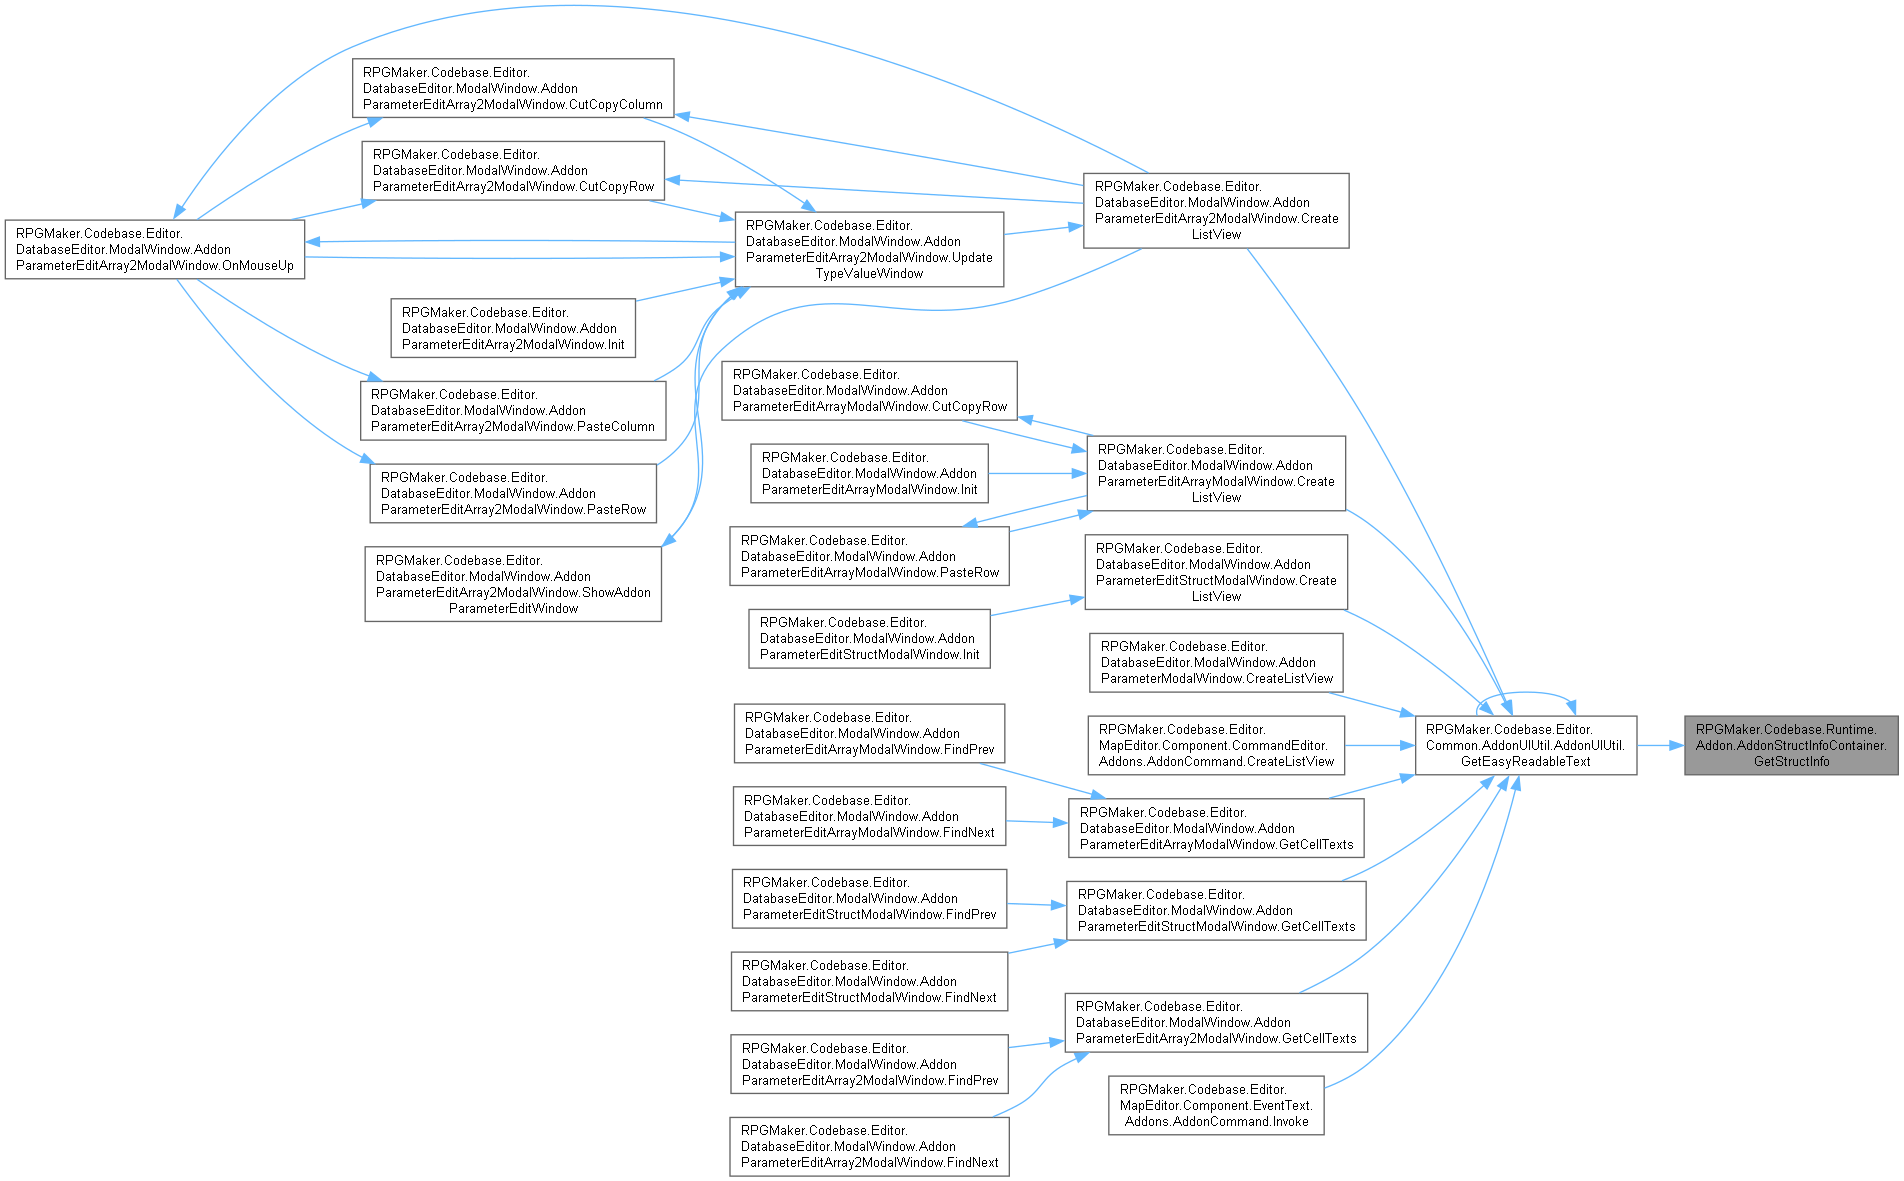 RPGMaker.Codebase.Editor.
DatabaseEditor.ModalWindow.Addon
ParameterEditArray2ModalWindow.CutCopyColumn
RPGMaker.Codebase.Editor.
DatabaseEditor.ModalWindow.Addon
ParameterEditArray2ModalWindow.CutCopyRow
RPGMaker.Codebase.Editor.
DatabaseEditor.ModalWindow.Addon
ParameterEditArray2ModalWindow.Create
ListView
RPGMaker.Codebase.Editor.
DatabaseEditor.ModalWindow.Addon
ParameterEditArray2ModalWindow.OnMouseUp
RPGMaker.Codebase.Editor.
DatabaseEditor.ModalWindow.Addon
ParameterEditArray2ModalWindow.Update
TypeValueWindow
RPGMaker.Codebase.Editor.
DatabaseEditor.ModalWindow.Addon
ParameterEditArray2ModalWindow.Init
RPGMaker.Codebase.Editor.
DatabaseEditor.ModalWindow.Addon
ParameterEditArray2ModalWindow.PasteColumn
RPGMaker.Codebase.Editor.
DatabaseEditor.ModalWindow.Addon
ParameterEditArray2ModalWindow.PasteRow
RPGMaker.Codebase.Editor.
DatabaseEditor.ModalWindow.Addon
ParameterEditArray2ModalWindow.ShowAddon
ParameterEditWindow
RPGMaker.Codebase.Editor.
DatabaseEditor.ModalWindow.Addon
ParameterEditArrayModalWindow.CutCopyRow
RPGMaker.Codebase.Editor.
DatabaseEditor.ModalWindow.Addon
ParameterEditArrayModalWindow.Init
RPGMaker.Codebase.Editor.
DatabaseEditor.ModalWindow.Addon
ParameterEditArrayModalWindow.Create
ListView
RPGMaker.Codebase.Editor.
DatabaseEditor.ModalWindow.Addon
ParameterEditArrayModalWindow.PasteRow
RPGMaker.Codebase.Editor.
DatabaseEditor.ModalWindow.Addon
ParameterEditStructModalWindow.Create
ListView
RPGMaker.Codebase.Editor.
DatabaseEditor.ModalWindow.Addon
ParameterEditStructModalWindow.Init
RPGMaker.Codebase.Editor.
DatabaseEditor.ModalWindow.Addon
ParameterModalWindow.CreateListView
RPGMaker.Codebase.Editor.
DatabaseEditor.ModalWindow.Addon
ParameterEditArrayModalWindow.FindPrev
RPGMaker.Codebase.Editor.
MapEditor.Component.CommandEditor.
Addons.AddonCommand.CreateListView
RPGMaker.Codebase.Editor.
Common.AddonUIUtil.AddonUIUtil.
GetEasyReadableText
RPGMaker.Codebase.Runtime.
Addon.AddonStructInfoContainer.
GetStructInfo
RPGMaker.Codebase.Editor.
DatabaseEditor.ModalWindow.Addon
ParameterEditArrayModalWindow.FindNext
RPGMaker.Codebase.Editor.
DatabaseEditor.ModalWindow.Addon
ParameterEditArrayModalWindow.GetCellTexts
RPGMaker.Codebase.Editor.
DatabaseEditor.ModalWindow.Addon
ParameterEditStructModalWindow.FindPrev
RPGMaker.Codebase.Editor.
DatabaseEditor.ModalWindow.Addon
ParameterEditStructModalWindow.GetCellTexts
RPGMaker.Codebase.Editor.
DatabaseEditor.ModalWindow.Addon
ParameterEditStructModalWindow.FindNext
RPGMaker.Codebase.Editor.
DatabaseEditor.ModalWindow.Addon
ParameterEditArray2ModalWindow.GetCellTexts
RPGMaker.Codebase.Editor.
DatabaseEditor.ModalWindow.Addon
ParameterEditArray2ModalWindow.FindPrev
RPGMaker.Codebase.Editor.
MapEditor.Component.EventText.
Addons.AddonCommand.Invoke
RPGMaker.Codebase.Editor.
DatabaseEditor.ModalWindow.Addon
ParameterEditArray2ModalWindow.FindNext